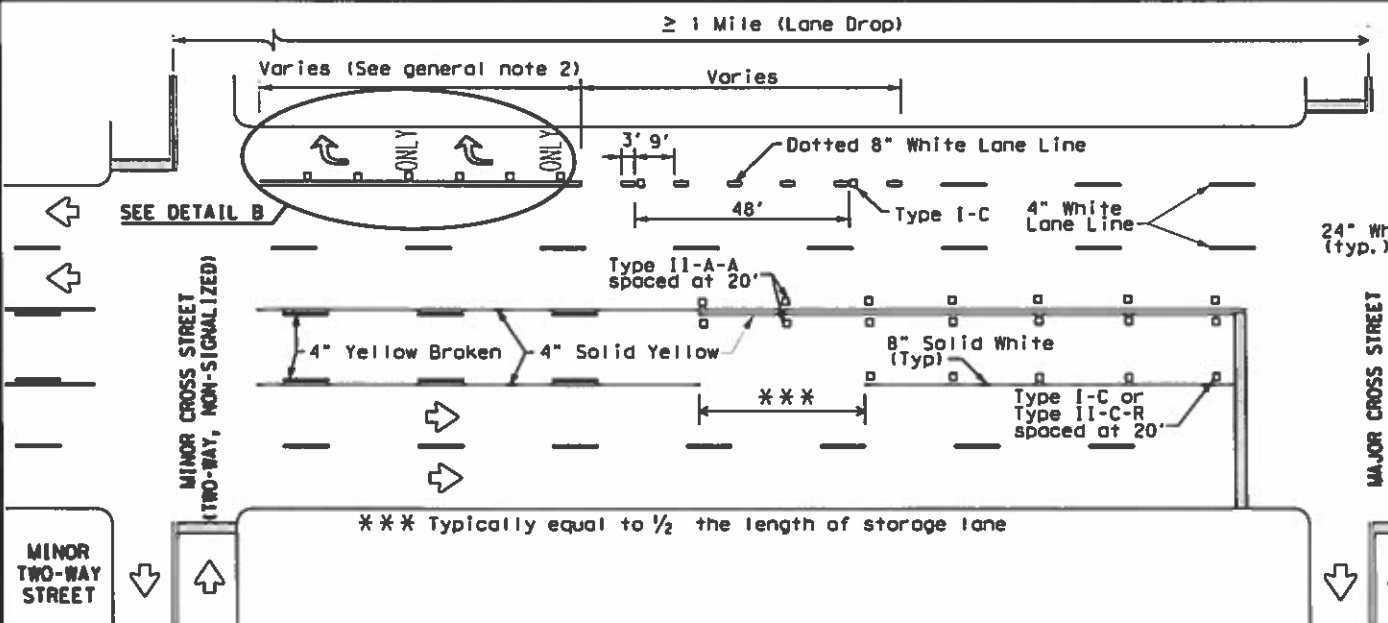 ≥ 1 Mile (Lane Drop)
Varies (See general note 2)
Varies
3' 9'
Dotted 8" White Lane Line
ONLY
ONLY
SEE DETAIL B
48'
Type I-C
4" White
Lane Line
24" Wh
(typ.)
Type II-A-A
spaced at 20'
4" Yellow Broken
4" Solid Yellow
8" Solid White
(Typ)
***
Type I-C or
Type II-C-R
spaced at 20'
MINOR CROSS STREET
(TWO-WAY, NON-SIGNALIZED)
MAJOR CROSS STREET
*** Typically equal to ½ the length of storage lane
MINOR
TWO-WAY
STREET